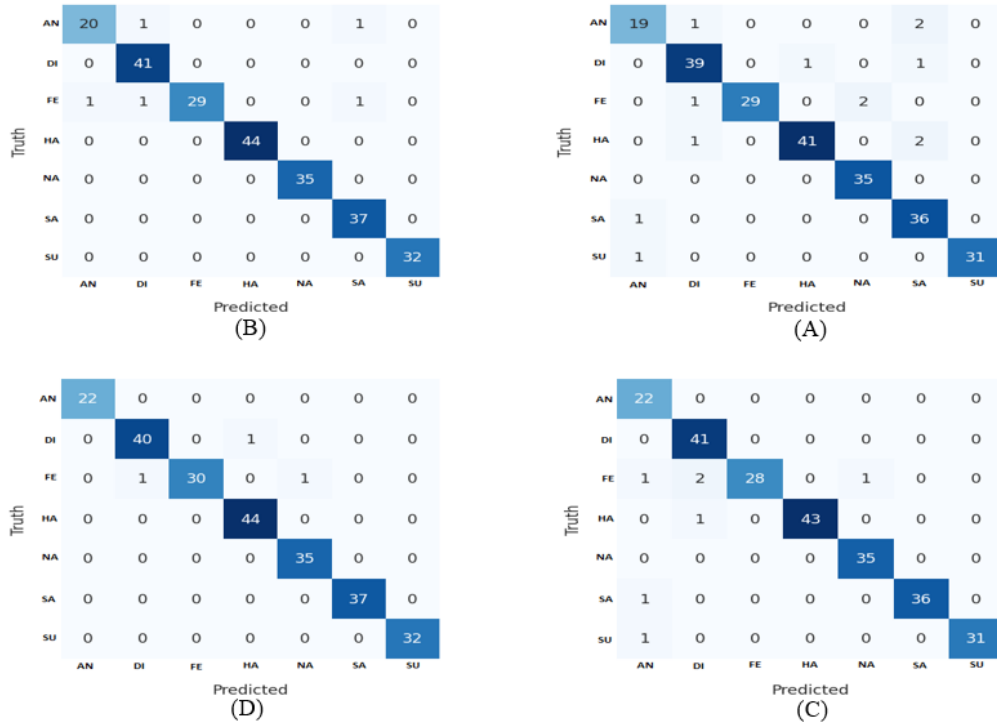 AN 20 1 0 0 0 1 0
DI 0 41 0 0 0 0 0
FE 1 1 29 0 0 1 0
HA 0 0 0 44 0 0 0
NA 0 0 0 0 35 0 0
SA 0 0 0 0 0 37 0
SU 0 0 0 0 0 0 32
AN DI FE HA NA SA SU
Truth
Predicted
(B)
AN 19 1 0 0 0 2 0
DI 0 39 0 1 0 1 0
FE 0 1 29 0 2 0 0
HA 0 1 0 41 0 2 0
NA 0 0 0 0 35 0 0
SA 1 0 0 0 0 36 0
SU 1 0 0 0 0 0 31
AN DI FE HA NA SA SU
Truth
Predicted
(A)
AN 22 0 0 0 0 0 0
DI 0 40 0 1 0 0 0
FE 0 1 30 0 1 0 0
HA 0 0 0 44 0 0 0
NA 0 0 0 0 35 0 0
SA 0 0 0 0 0 37 0
SU 0 0 0 0 0 0 32
AN DI FE HA NA SA SU
Truth
Predicted
(D)
AN 22 0 0 0 0 0 0
DI 0 41 0 0 0 0 0
FE 1 2 28 0 1 0 0
HA 0 1 0 43 0 0 0
NA 0 0 0 0 35 0 0
SA 1 0 0 0 0 36 0
SU 1 0 0 0 0 0 31
AN DI FE HA NA SA SU
Truth
Predicted
(C)